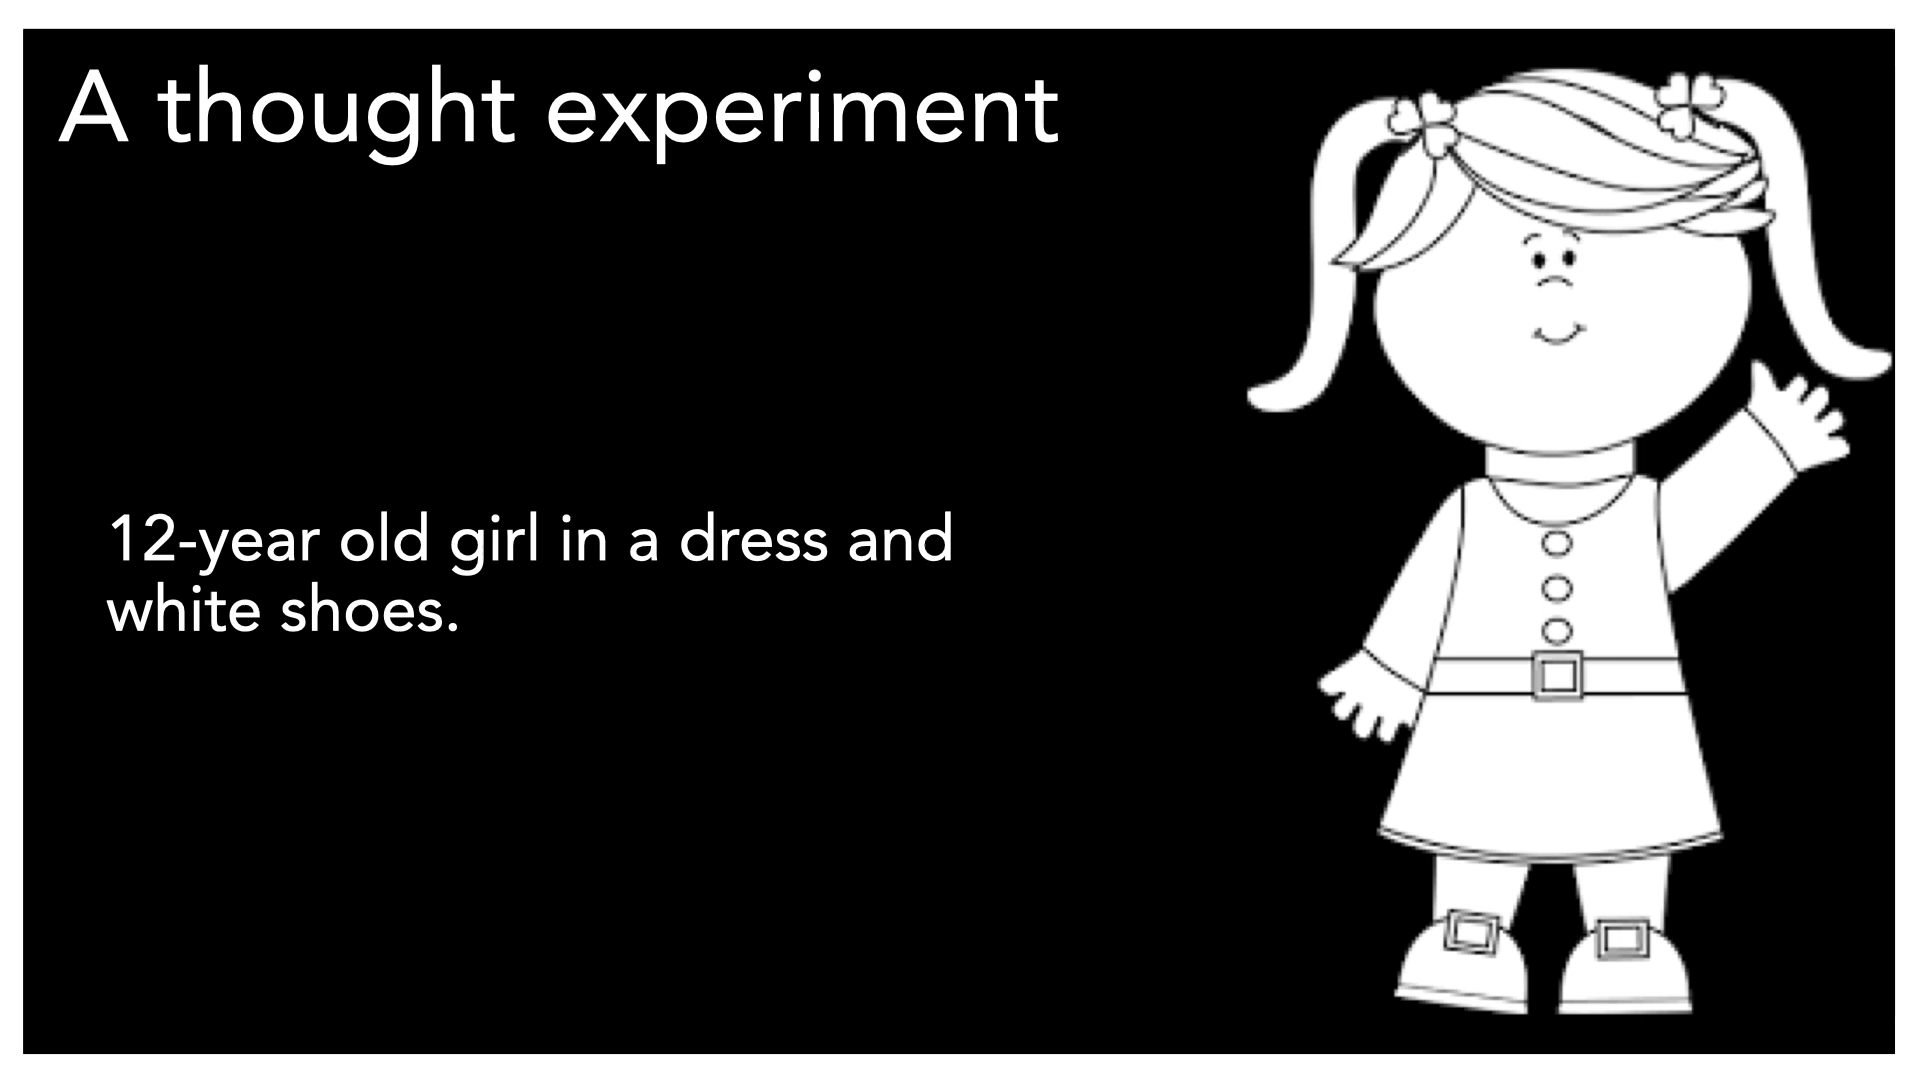 A thought experiment
12-year old girl in a dress and
white shoes.